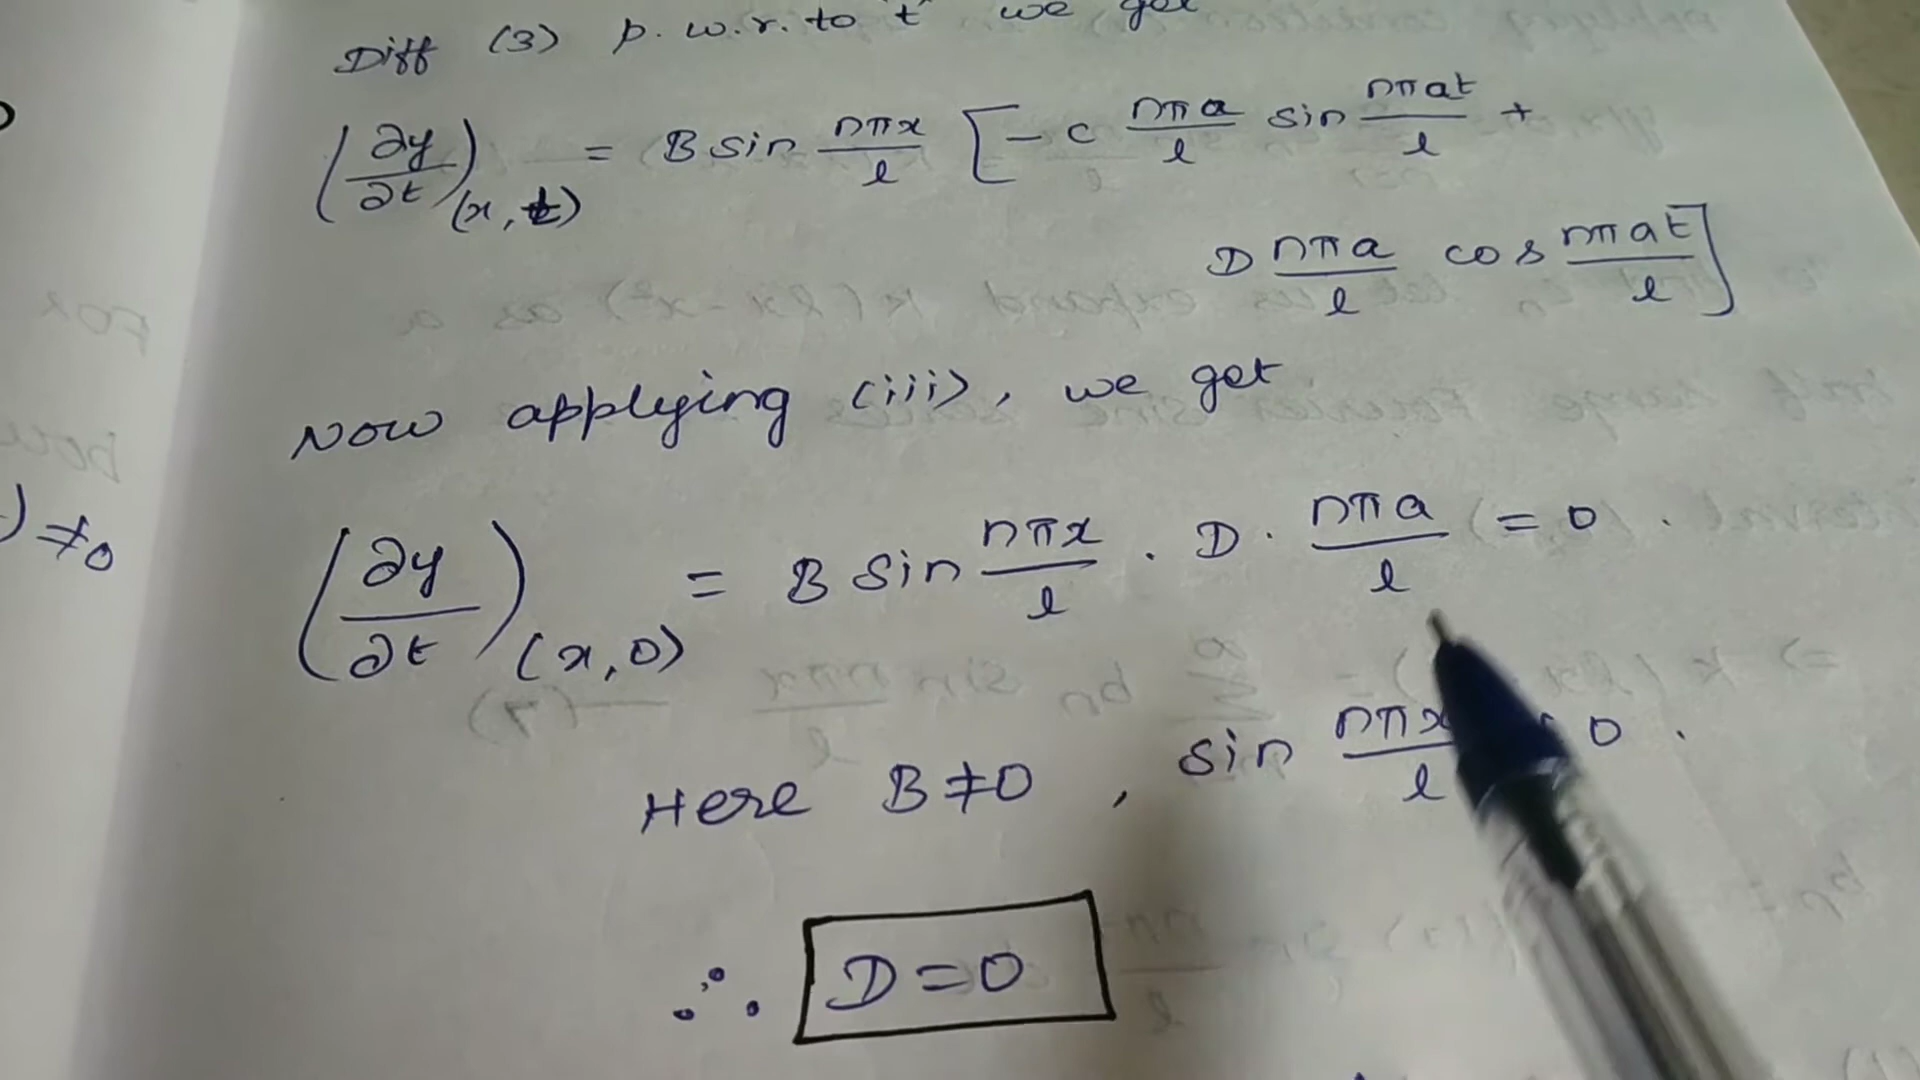 Diff (3) p. w.r. to 't' we get
(∂y/∂t)(x,t) = B sin nπx/l [- c nπa/l sin nπat/l +
D nπa/l cos nπat/l]
Now applying (iii), we get
) ≠0
(∂y/∂t)(x,0) = B sin nπx/l . D . nπa/l = 0 .
Here B≠0 , sin nπx/l 0 .
∴ D=0